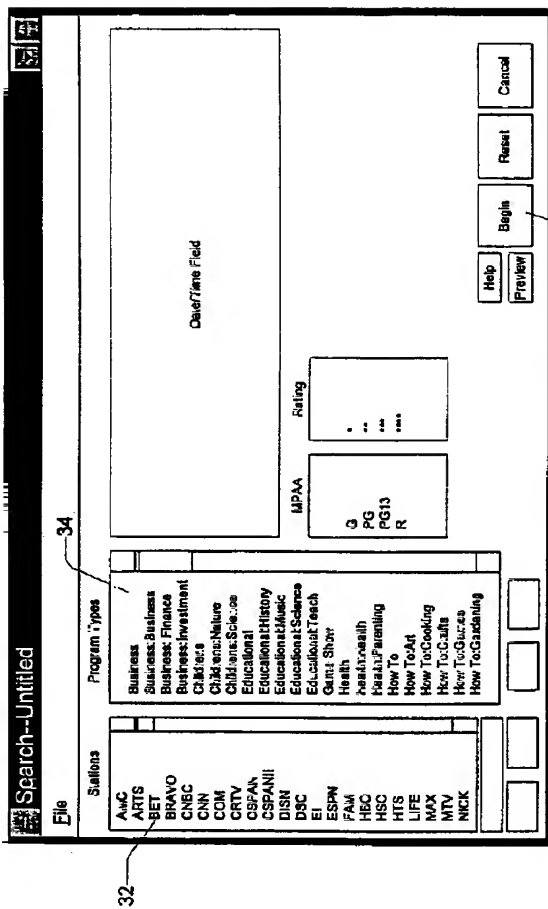 Search--Untitled
File
Stations
AMC
ARTS
BET
BRAVO
CNBC
CNN
COM
CRTV
CSPAN
CSPANII
DISN
DSC
E!
ESPN
FAM
HBO
HSC
HTS
LIFE
MAX
MTV
NICK
32
Program Types
Business
Business:Business
Business: Finance
Business:Investment
Childrens
Childrens:Nature
Childrens:Science
Educational
Educational:History
Educational:Music
Educational:Science
Educational:Teach
Game Show
Health
Health:Health
Health:Parenting
How To
How To:Art
How To:Cooking
How To:Crafts
How To:Games
How To:Gardening
34
Date/Time Field
MPAA
G
PG
PG13
R
Rating
*
**
***
****
Help
Preview
Begin
Reset
Cancel